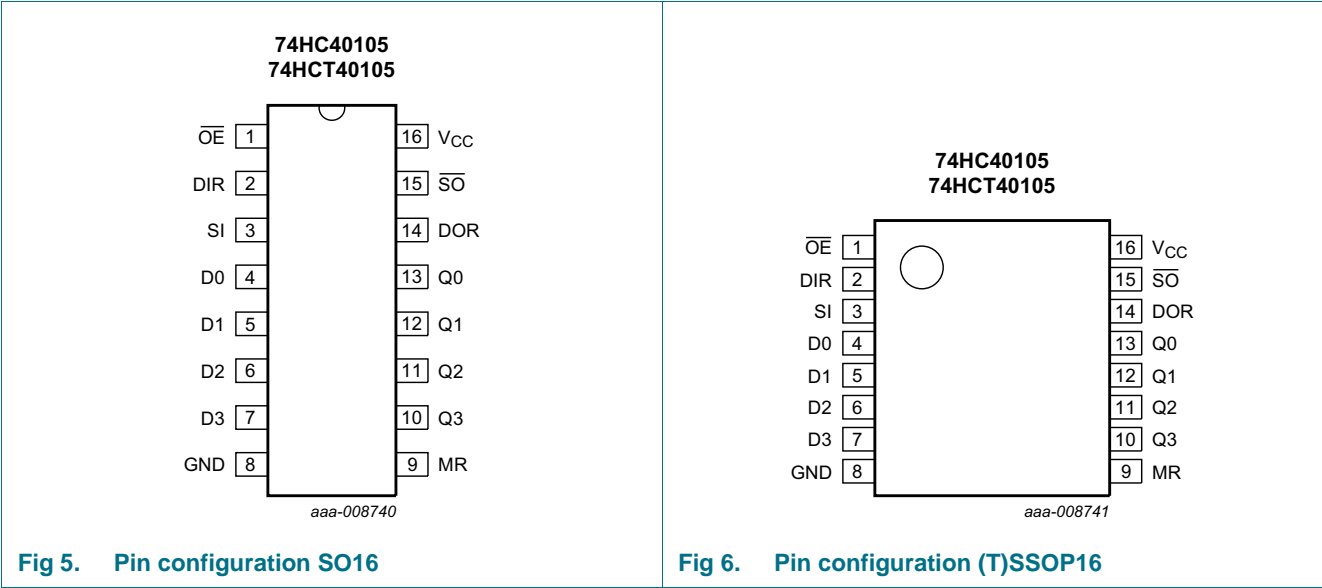 74HC40105
74HCT40105
O̅E̅ 1
16 VCC
DIR 2
15 S̅O̅
SI 3
14 DOR
D0 4
13 Q0
D1 5
12 Q1
D2 6
11 Q2
D3 7
10 Q3
GND 8
9 MR
aaa-008740
Fig 5. Pin configuration SO16
74HC40105
74HCT40105
O̅E̅ 1
16 VCC
DIR 2
15 S̅O̅
SI 3
14 DOR
D0 4
13 Q0
D1 5
12 Q1
D2 6
11 Q2
D3 7
10 Q3
GND 8
9 MR
aaa-008741
Fig 6. Pin configuration (T)SSOP16